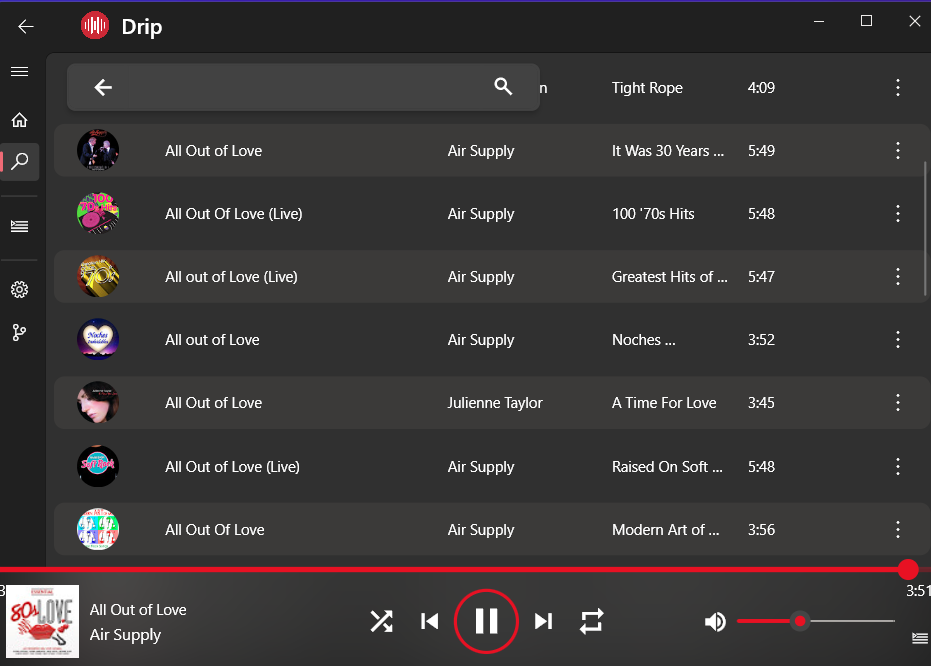 Drip
n Tight Rope 4:09
All Out of Love Air Supply It Was 30 Years ... 5:49
All Out Of Love (Live) Air Supply 100 '70s Hits 5:48
All out of Love (Live) Air Supply Greatest Hits of ... 5:47
All out of Love Air Supply Noches ... 3:52
All Out of Love Julienne Taylor A Time For Love 3:45
All Out of Love (Live) Air Supply Raised On Soft ... 5:48
All Out Of Love Air Supply Modern Art of ... 3:56
3 3:51
80s LOVE
All Out of Love
Air Supply